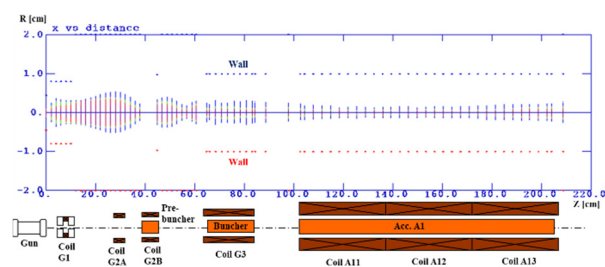 R [cm]
x vs distance
2.0
1.0
0.0
-1.0
-2.0
Wall
Wall
0.0 20.0 40.0 60.0 80.0 100.0 120.0 140.0 160.0 180.0 200.0 220.0
Z [cm]
Gun
Coil
G1
Coil
G2A
Pre-
buncher
Coil
G2B
Buncher
Coil G3
Acc. A1
Coil A11
Coil A12
Coil A13